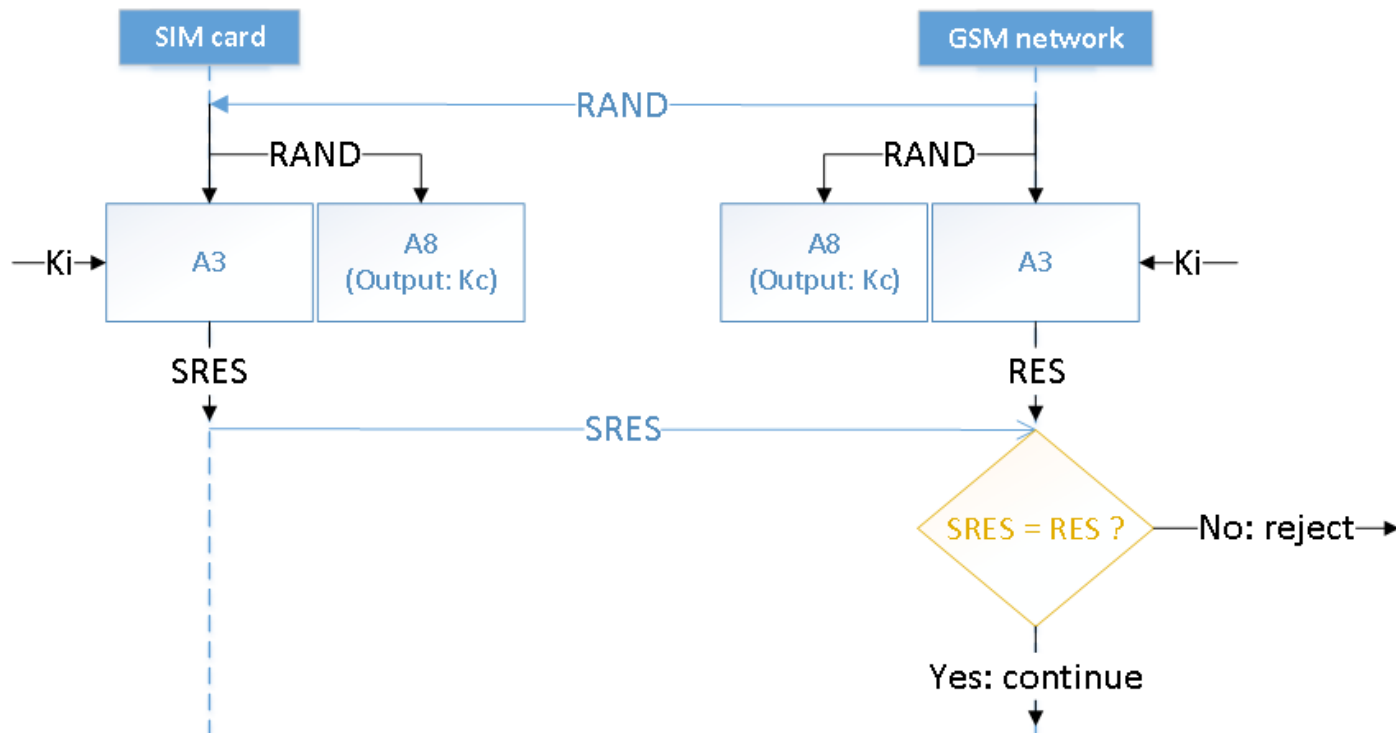 SIM card
GSM network
RAND
RAND
RAND
Ki
A3
A8
(Output: Kc)
A8
(Output: Kc)
A3
Ki
SRES
RES
SRES
SRES = RES ?
No: reject
Yes: continue